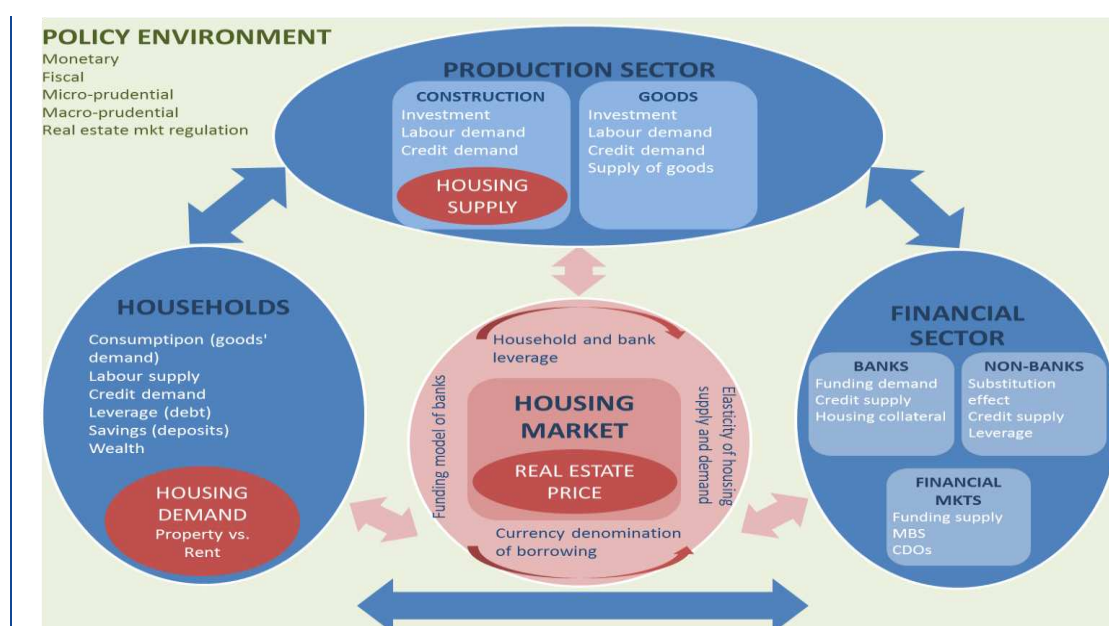 POLICY ENVIRONMENT
Monetary
Fiscal
Micro-prudential
Macro-prudential
Real estate mkt regulation
PRODUCTION SECTOR
CONSTRUCTION
Investment
Labour demand
Credit demand
HOUSING
SUPPLY
GOODS
Investment
Labour demand
Credit demand
Supply of goods
HOUSEHOLDS
Consumptipon (goods'
demand)
Labour supply
Credit demand
Leverage (debt)
Savings (deposits)
Wealth
HOUSING
DEMAND
Property vs.
Rent
Household and bank
leverage
Funding model of banks
HOUSING
MARKET
REAL ESTATE
PRICE
Elasticity of housing
supply and demand
Currency denomination
of borrowing
FINANCIAL
SECTOR
BANKS
Funding demand
Credit supply
Housing collateral
NON-BANKS
Substitution
effect
Credit supply
Leverage
FINANCIAL
MKTS
Funding supply
MBS
CDOs